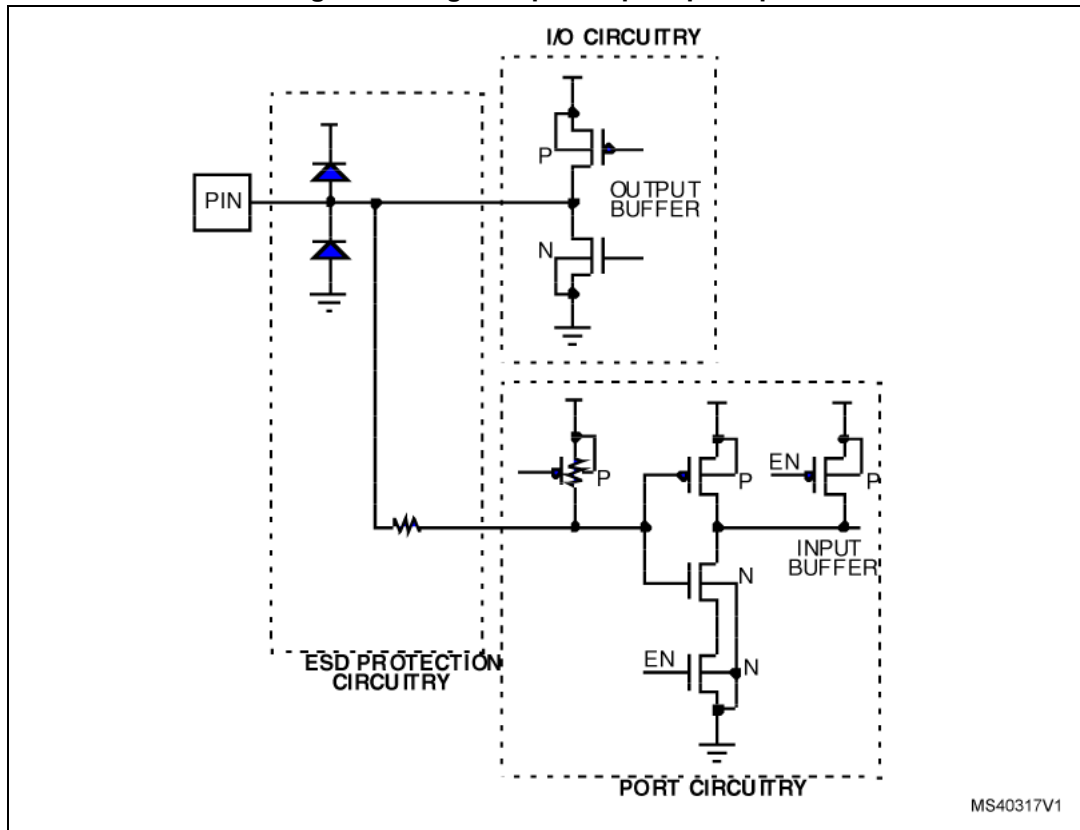 I/O CIRCUITRY
P
OUTPUT
BUFFER
PIN
N
P
P
EN
P
INPUT
BUFFER
N
EN
N
ESD PROTECTION
CIRCUITRY
PORT CIRCUITRY
MS40317V1